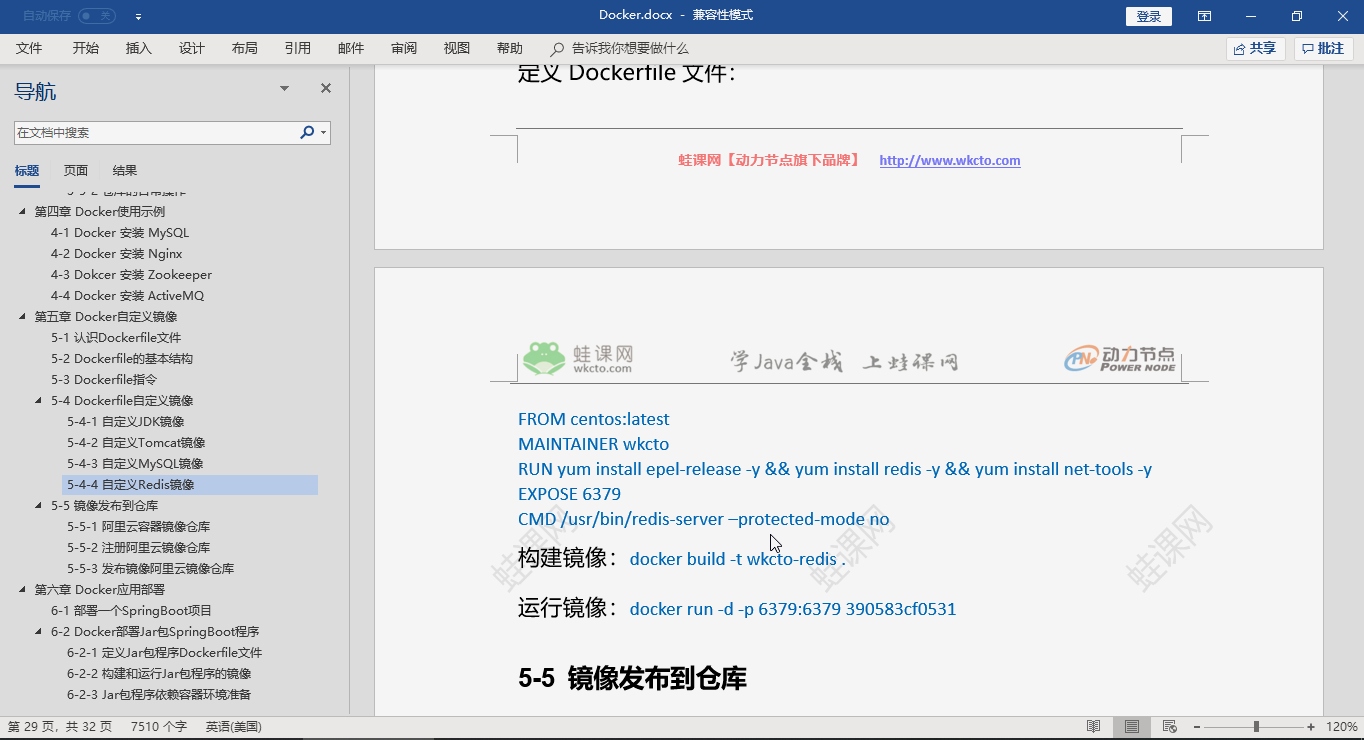 自动保存 关
Docker.docx - 兼容性模式
登录
文件 开始 插入 设计 布局 引用 邮件 审阅 视图 帮助 告诉我你想要做什么
共享 批注
导航
在文档中搜索
标题 页面 结果
第四章 Docker使用示例
4-1 Docker 安装 MySQL
4-2 Docker 安装 Nginx
4-3 Dokcer 安装 Zookeeper
4-4 Docker 安装 ActiveMQ
第五章 Docker自定义镜像
5-1 认识Dockerfile文件
5-2 Dockerfile的基本结构
5-3 Dockerfile指令
5-4 Dockerfile自定义镜像
5-4-1 自定义JDK镜像
5-4-2 自定义Tomcat镜像
5-4-3 自定义MySQL镜像
5-4-4 自定义Redis镜像
5-5 镜像发布到仓库
5-5-1 阿里云容器镜像仓库
5-5-2 注册阿里云镜像仓库
5-5-3 发布镜像阿里云镜像仓库
第六章 Docker应用部署
6-1 部署一个SpringBoot项目
6-2 Docker部署Jar包SpringBoot程序
6-2-1 定义Jar包程序Dockerfile文件
6-2-2 构建和运行Jar包程序的镜像
6-2-3 Jar包程序依赖容器环境准备
定义 Dockerfile 文件：
蛙课网【动力节点旗下品牌】 http://www.wkcto.com
蛙课网
wkcto.com
学Java全栈 上蛙课网
动力节点
POWER NODE
FROM centos:latest
MAINTAINER wkcto
RUN yum install epel-release -y && yum install redis -y && yum install net-tools -y
EXPOSE 6379
CMD /usr/bin/redis-server –protected-mode no
构建镜像：docker build -t wkcto-redis .
运行镜像：docker run -d -p 6379:6379 390583cf0531
蛙课网 蛙课网 蛙课网
5-5 镜像发布到仓库
第 29 页，共 32 页 7510 个字 英语(美国)
120%